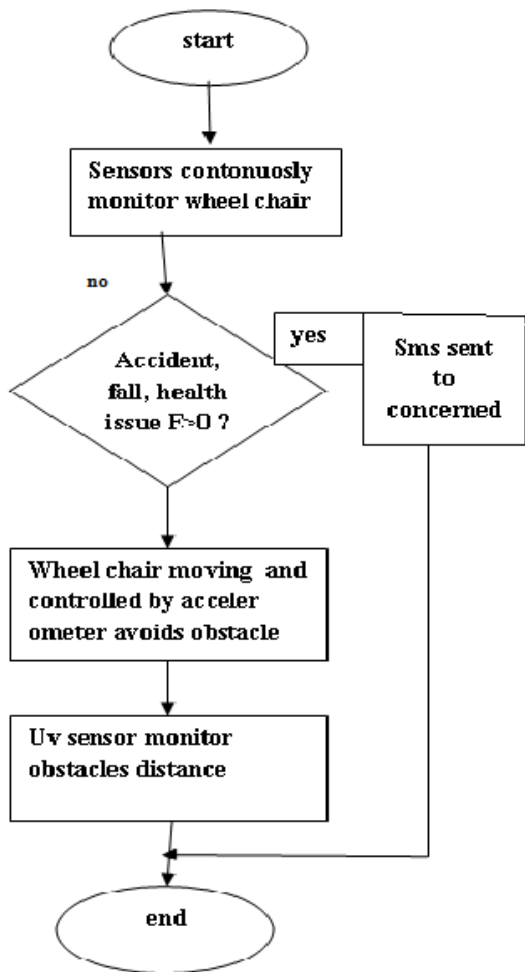 start
Sensors contonuosly
monitor wheel chair
no
Accident,
fall, health
issue F>0 ?
yes
Sms sent
to
concerned
Wheel chair moving and
controlled by acceler
ometer avoids obstacle
Uv sensor monitor
obstacles distance
end